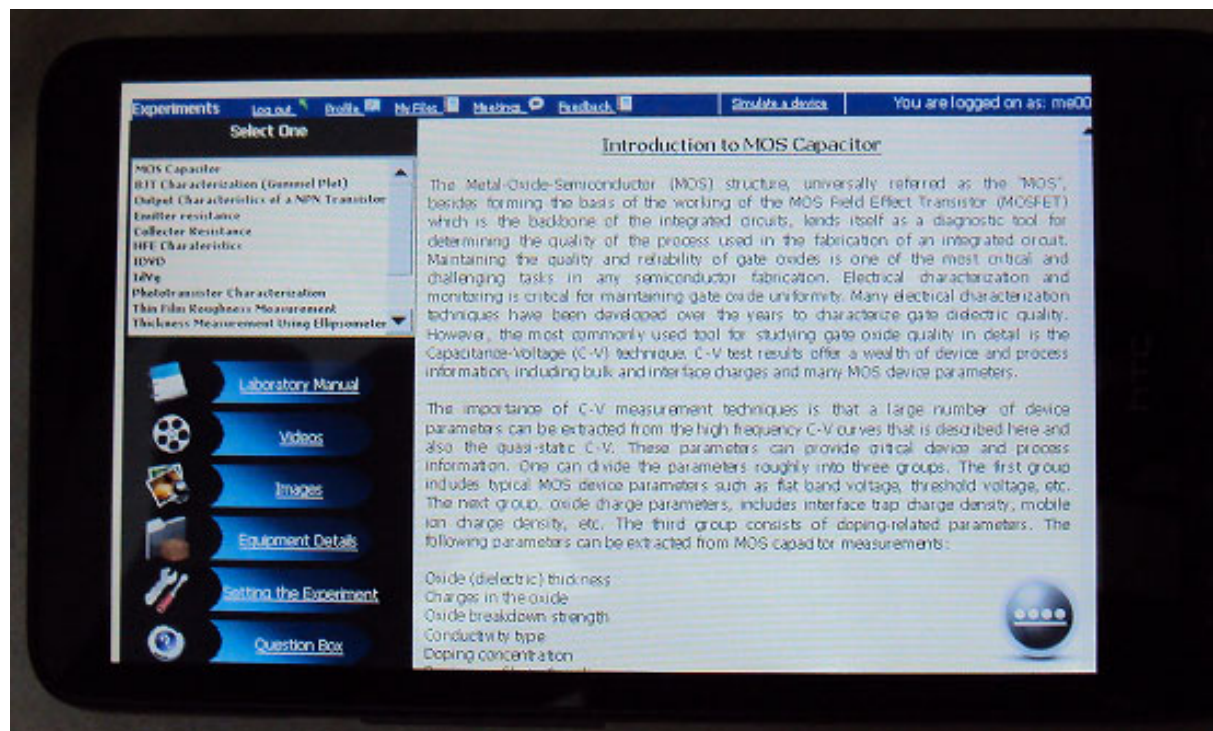 Experiments Log out Profile My Files Meetings Feedback Simulate a device You are logged on as: me00
Select One
MOS Capacitor
BJT Characterization (Gummel Plot)
Output Characteristics of a NPN Transistor
Emitter resistance
Collector Resistance
HFE Charateristics
IDVD
IdVg
Phototransistor Characterization
Thin Film Roughness Measurement
Thickness Measurement Using Ellipsometer
Laboratory Manual
Videos
Images
Equipment Details
Setting the Experiment
Question Box
Introduction to MOS Capacitor
The Metal-Oxide-Semiconductor (MOS) structure, universally referred as the "MOS",
besides forming the basis of the working of the MOS Field Effect Transistor (MOSFET)
which is the backbone of the integrated circuits, lends itself as a diagnostic tool for
determining the quality of the process used in the fabrication of an integrated circuit.
Maintaining the quality and reliability of gate oxides is one of the most critical and
challenging tasks in any semiconductor fabrication. Electrical characterization and
monitoring is critical for maintaining gate oxide uniformity. Many electrical characterization
techniques have been developed over the years to characterize gate dielectric quality.
However, the most commonly used tool for studying gate oxide quality in detail is the
Capacitance-Voltage (C-V) technique. C-V test results offer a wealth of device and process
information, including bulk and interface charges and many MOS device parameters.
The importance of C-V measurement techniques is that a large number of device
parameters can be extracted from the high frequency C-V curves that is described here and
also the quasi-static C-V. These parameters can provide critical device and process
information. One can divide the parameters roughly into three groups. The first group
includes typical MOS device parameters such as flat band voltage, threshold voltage, etc.
The next group, oxide charge parameters, includes interface trap charge density, mobile
ion charge density, etc. The third group consists of doping-related parameters. The
following parameters can be extracted from MOS capacitor measurements:
Oxide (dielectric) thickness
Charges in the oxide
Oxide breakdown strength
Conductivity type
Doping concentration
hTC